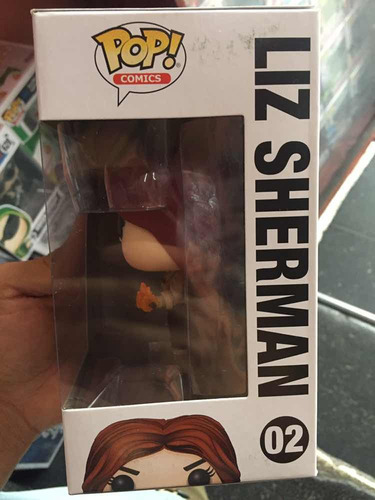 POP!
COMICS
LIZ SHERMAN
02